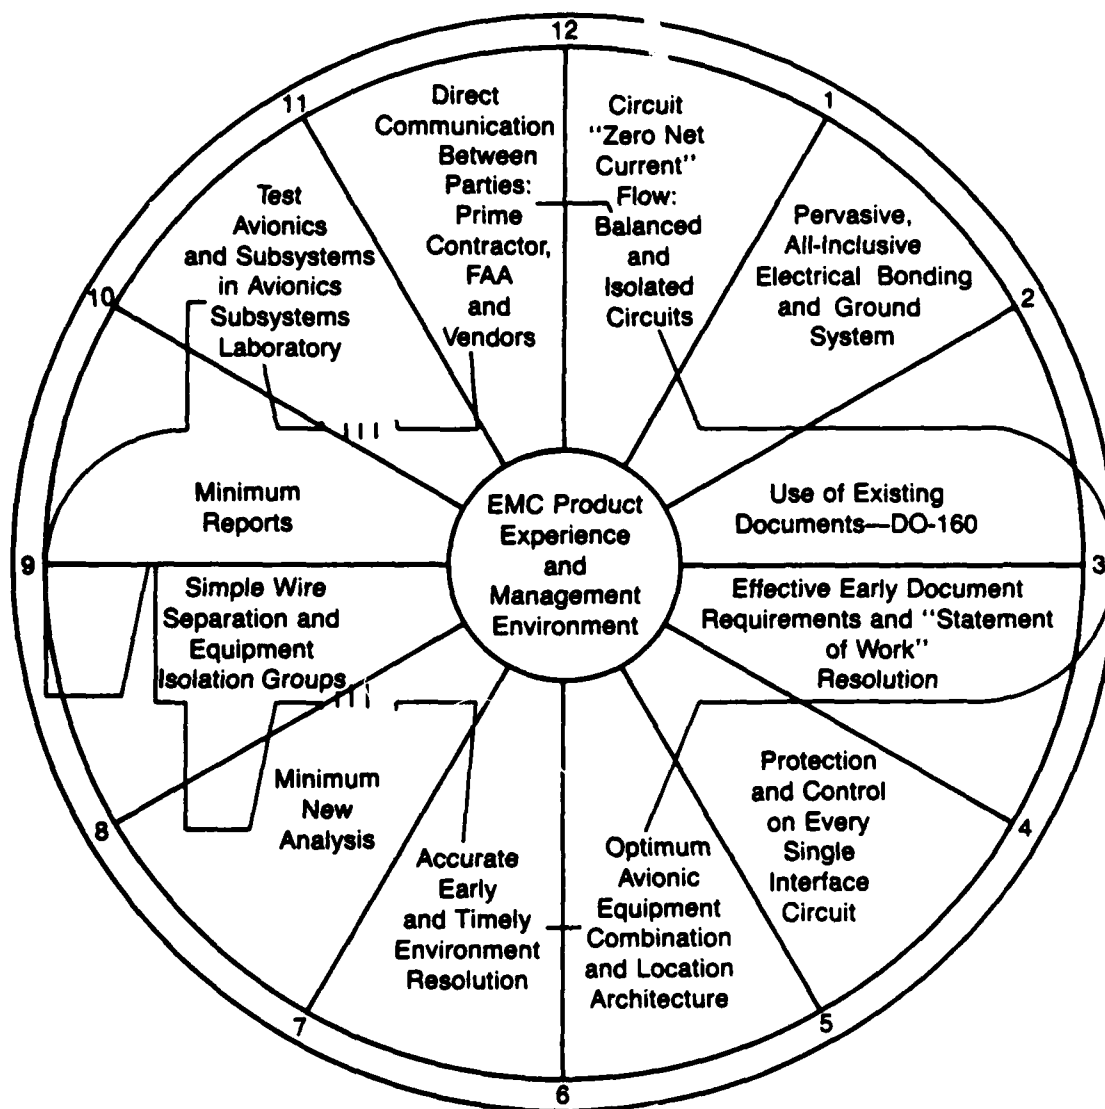 12
Circuit
"Zero Net
Current"
Flow:
Balanced
and
Isolated
Circuits
1
Pervasive,
All-Inclusive
Electrical Bonding
and Ground
System
2
Use of Existing
Documents—DO-160
3
Effective Early Document
Requirements and "Statement
of Work"
Resolution
4
Protection
and Control
on Every
Single
Interface
Circuit
5
Optimum
Avionic
Equipment
Combination
and Location
Architecture
6
Accurate
Early
and Timely
Environment
Resolution
7
Minimum
New
Analysis
8
Simple Wire
Separation and
Equipment
Isolation Groups
9
Minimum
Reports
10
Test
Avionics
and Subsystems
in Avionics
Subsystems
Laboratory
11
Direct
Communication
Between
Parties:
Prime
Contractor,
FAA
and
Vendors
EMC Product
Experience
and
Management
Environment